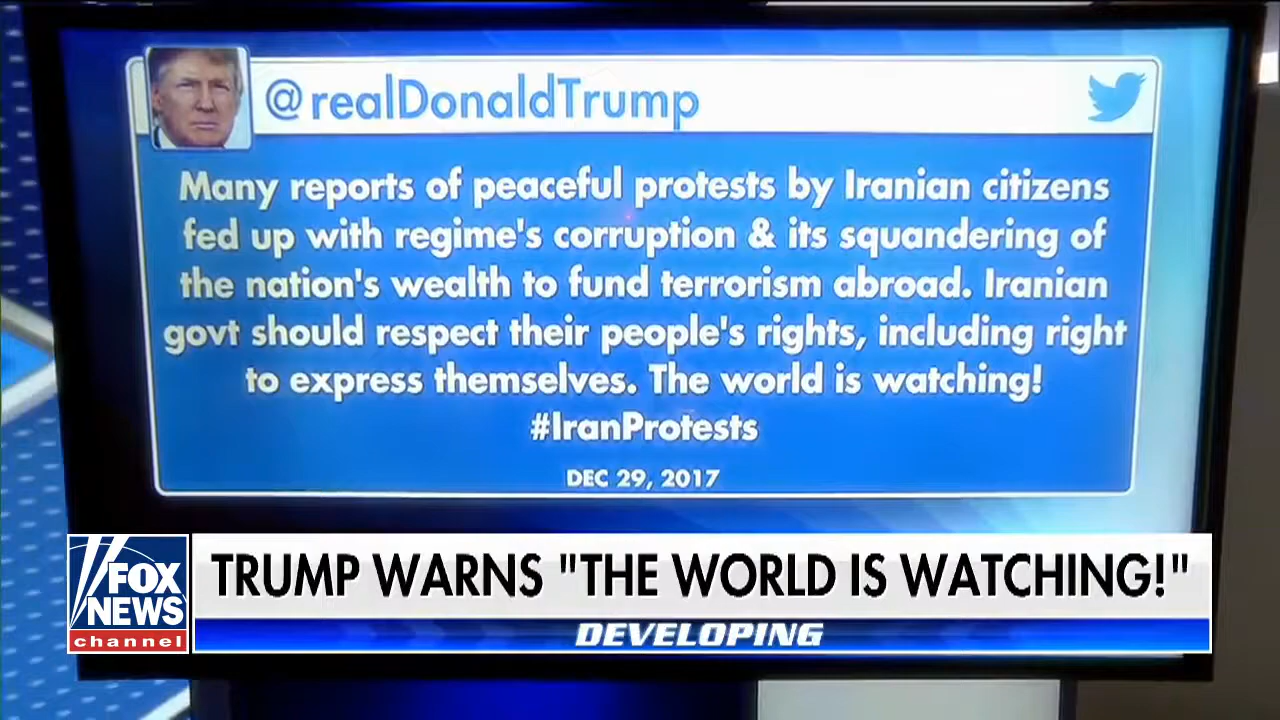 @realDonaldTrump
Many reports of peaceful protests by Iranian citizens
fed up with regime's corruption & its squandering of
the nation's wealth to fund terrorism abroad. Iranian
govt should respect their people's rights, including right
to express themselves. The world is watching!
#IranProtests
DEC 29, 2017
FOX
NEWS
channel
TRUMP WARNS "THE WORLD IS WATCHING!"
DEVELOPING